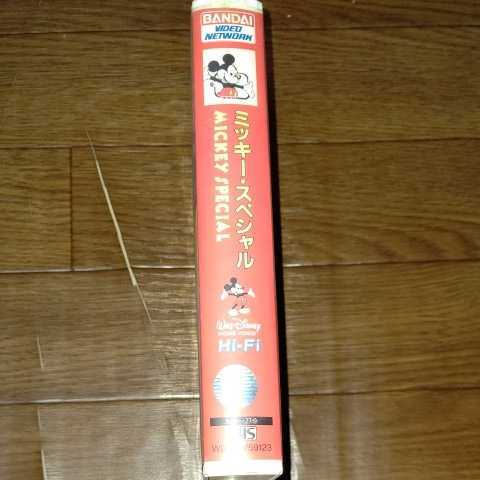 BANDAI
VIDEO
NETWORK
ミッキー・スペシャル
MICKEY SPECIAL
Walt Disney
HOME VIDEO
Hi-Fi
VHS